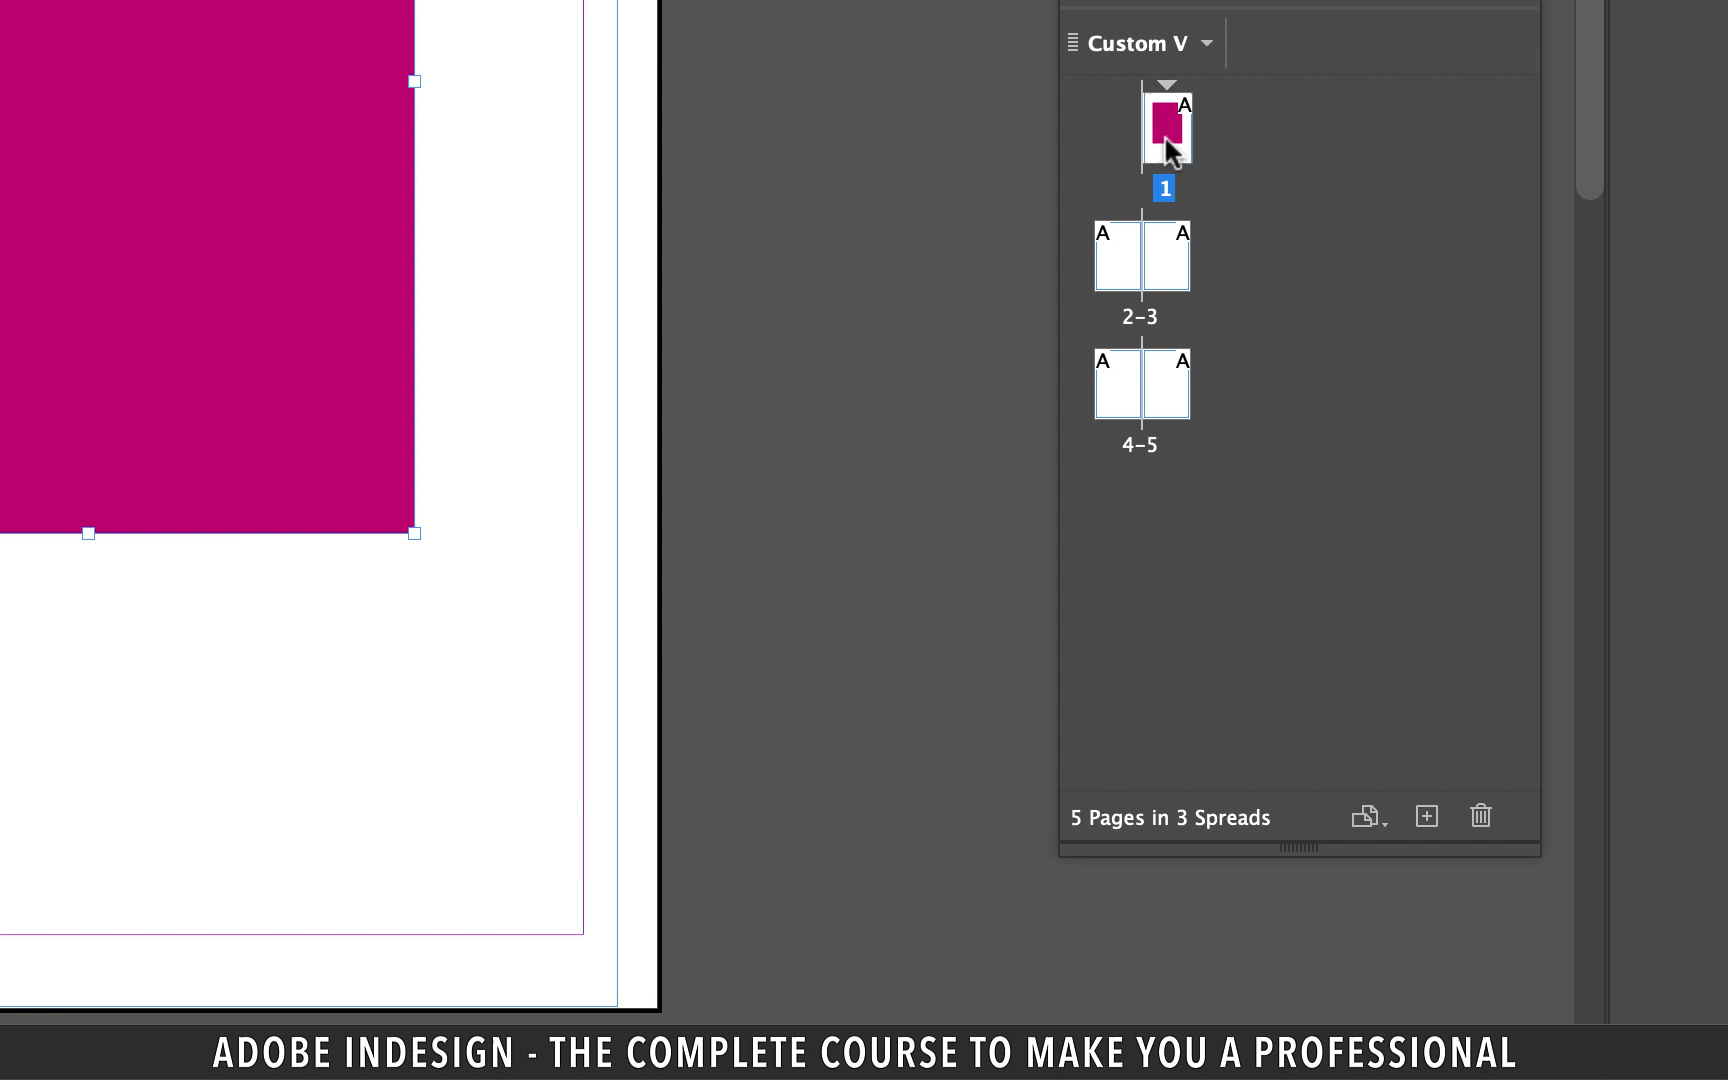 Custom V
A
1
A A
2–3
A A
4–5
5 Pages in 3 Spreads
ADOBE INDESIGN - THE COMPLETE COURSE TO MAKE YOU A PROFESSIONAL